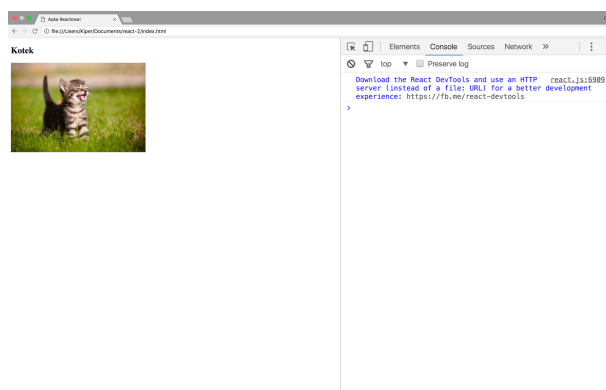 Apka Reactowa!
file:///Users/Kiper/Documents/react-2/index.html
Kotek
Elements Console Sources Network »
top ▼ Preserve log
Download the React DevTools and use an HTTP react.js:6909
server (instead of a file: URL) for a better development
experience: https://fb.me/react-devtools